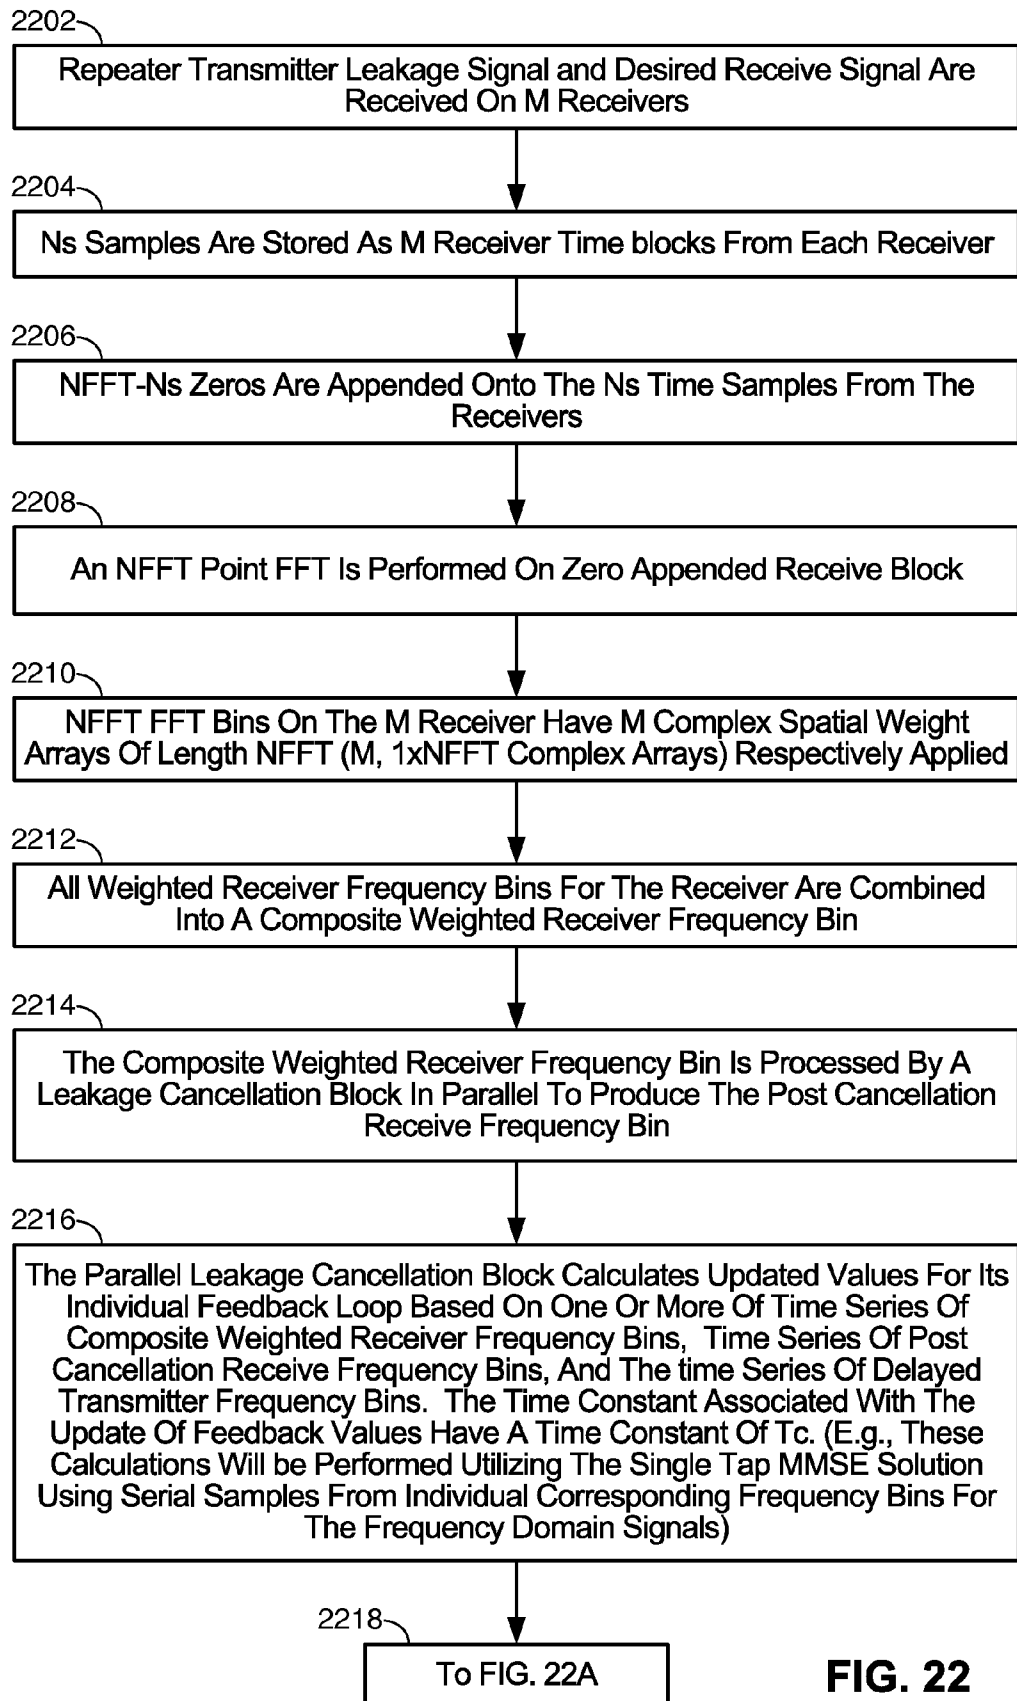 2202
Repeater Transmitter Leakage Signal and Desired Receive Signal Are
Received On M Receivers
2204
Ns Samples Are Stored As M Receiver Time blocks From Each Receiver
2206
NFFT-Ns Zeros Are Appended Onto The Ns Time Samples From The
Receivers
2208
An NFFT Point FFT Is Performed On Zero Appended Receive Block
2210
NFFT FFT Bins On The M Receiver Have M Complex Spatial Weight
Arrays Of Length NFFT (M, 1xNFFT Complex Arrays) Respectively Applied
2212
All Weighted Receiver Frequency Bins For The Receiver Are Combined
Into A Composite Weighted Receiver Frequency Bin
2214
The Composite Weighted Receiver Frequency Bin Is Processed By A
Leakage Cancellation Block In Parallel To Produce The Post Cancellation
Receive Frequency Bin
2216
The Parallel Leakage Cancellation Block Calculates Updated Values For Its
Individual Feedback Loop Based On One Or More Of Time Series Of
Composite Weighted Receiver Frequency Bins, Time Series Of Post
Cancellation Receive Frequency Bins, And The time Series Of Delayed
Transmitter Frequency Bins. The Time Constant Associated With The
Update Of Feedback Values Have A Time Constant Of Tc. (E.g., These
Calculations Will be Performed Utilizing The Single Tap MMSE Solution
Using Serial Samples From Individual Corresponding Frequency Bins For
The Frequency Domain Signals)
2218
To FIG. 22A
FIG. 22